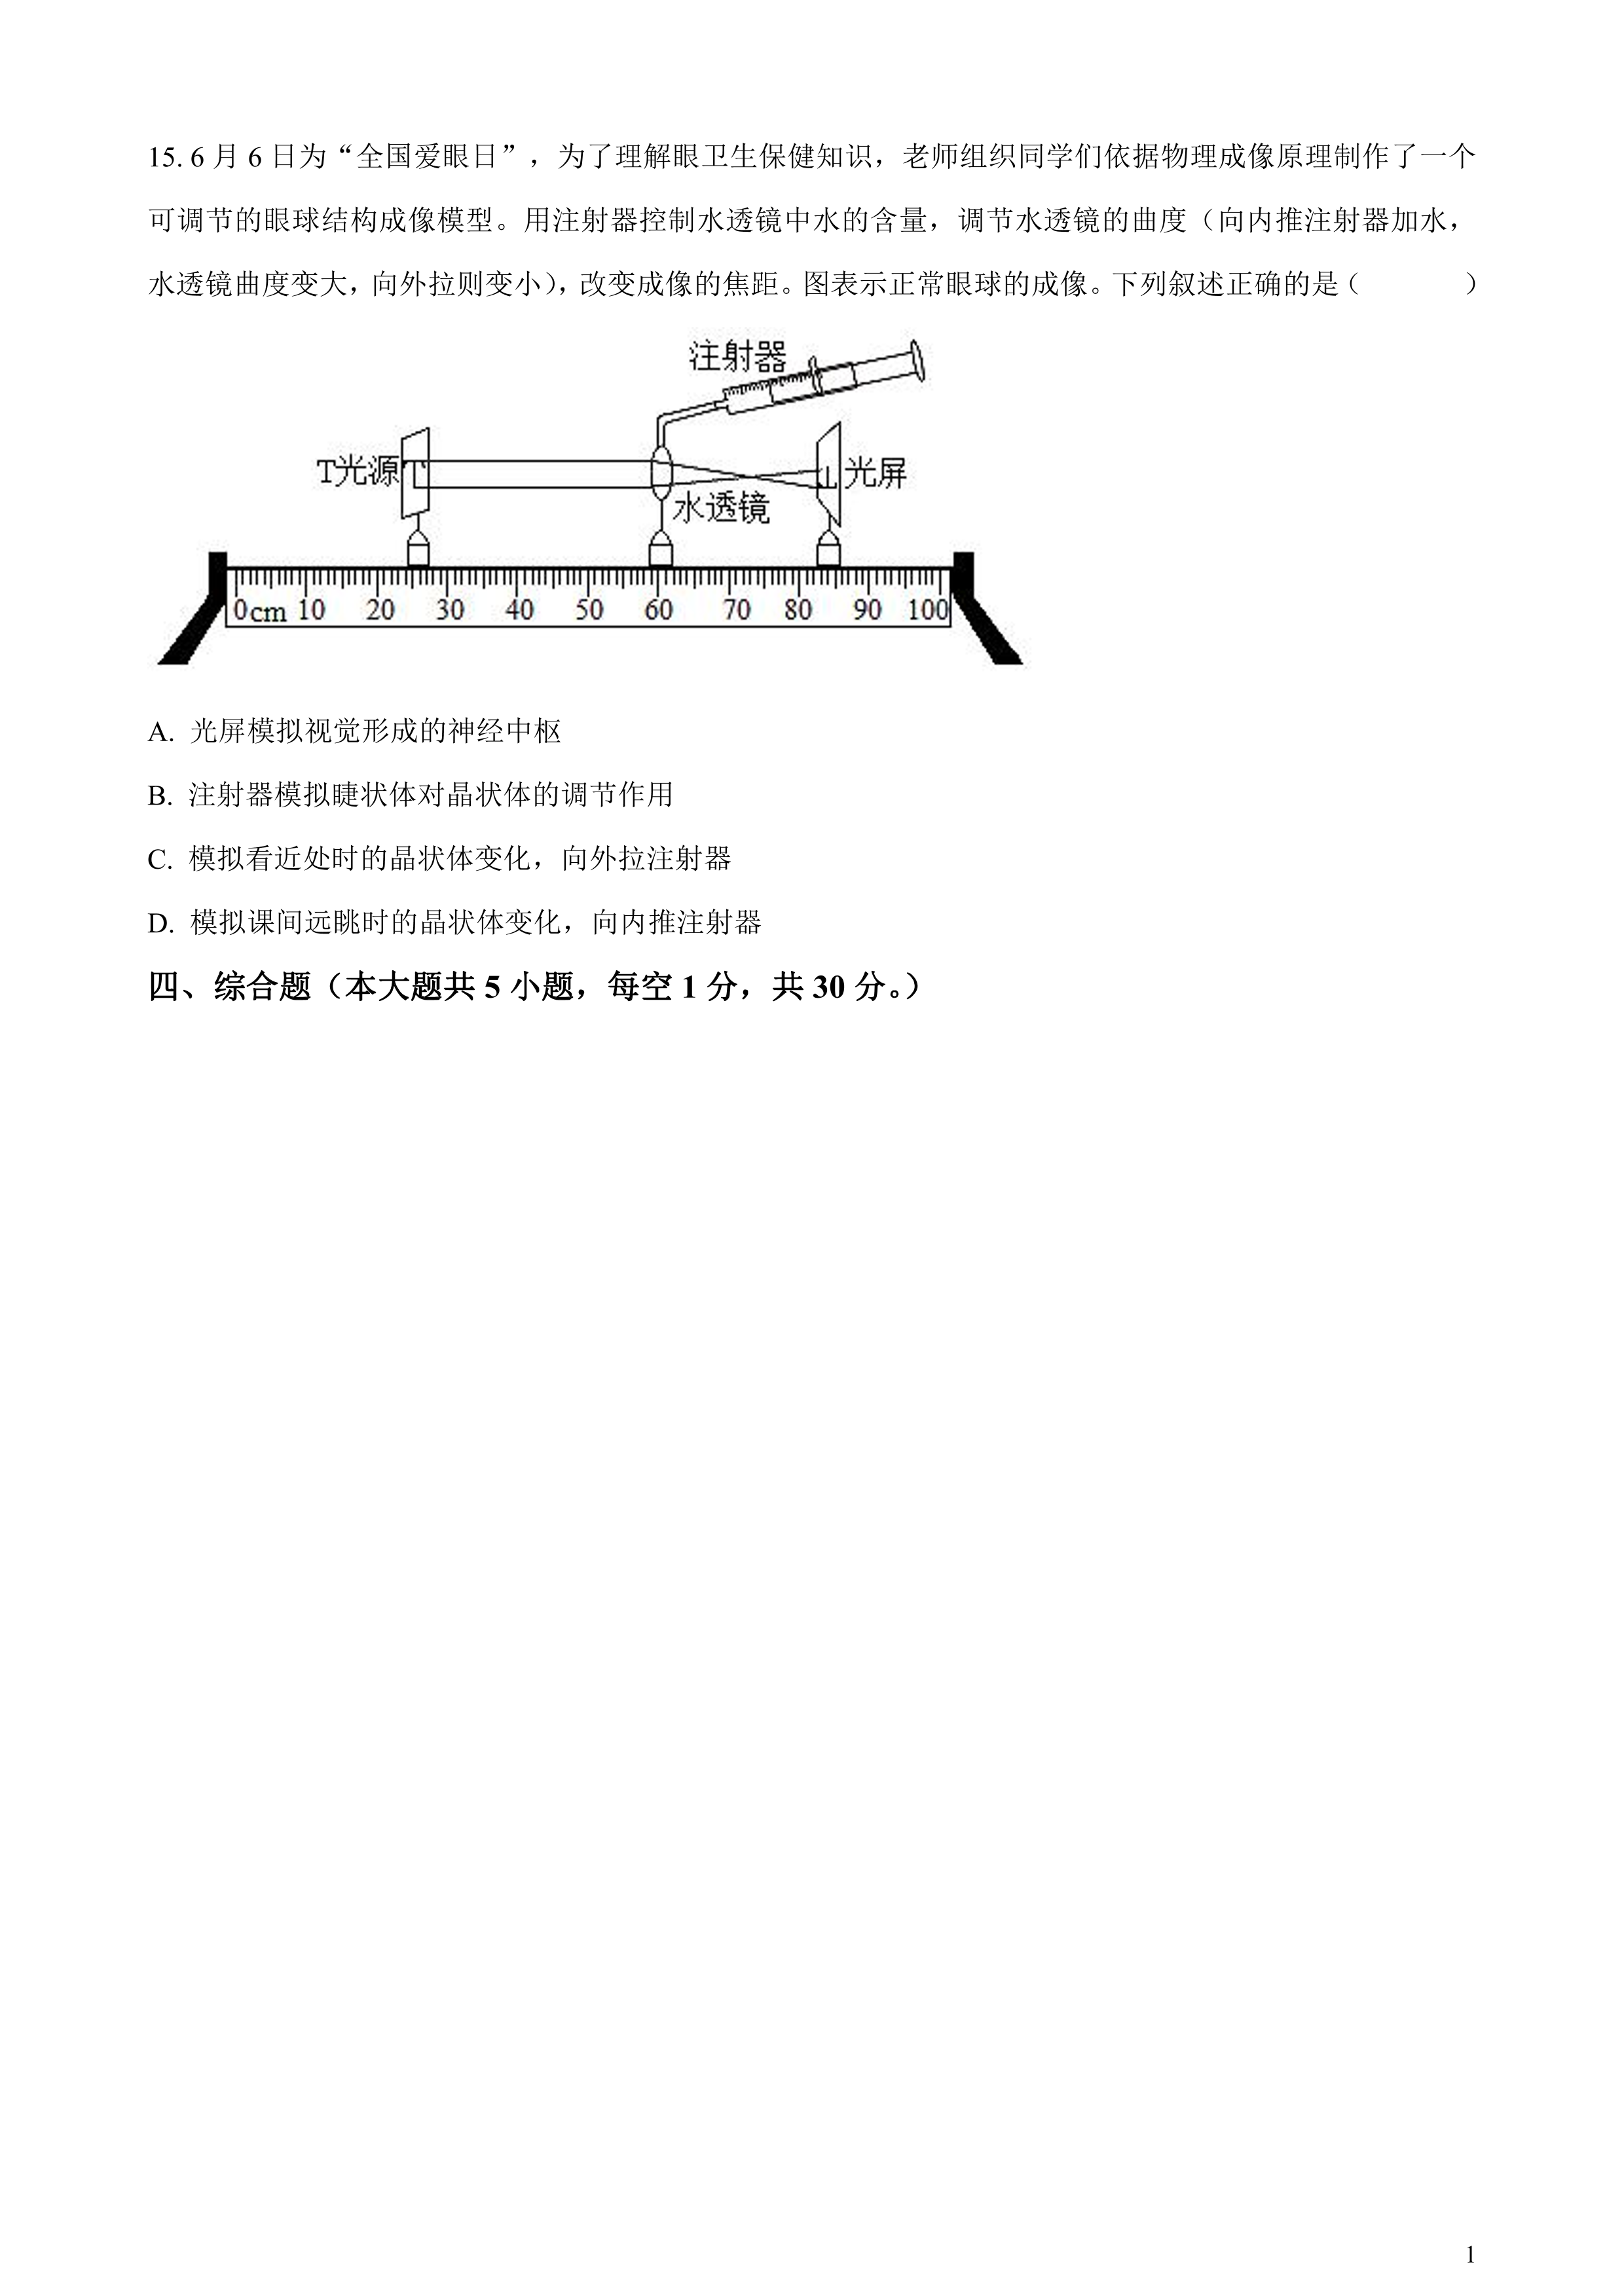 15. 6 月 6 日为“全国爱眼日”，为了理解眼卫生保健知识，老师组织同学们依据物理成像原理制作了一个
可调节的眼球结构成像模型。用注射器控制水透镜中水的含量，调节水透镜的曲度（向内推注射器加水，
水透镜曲度变大，向外拉则变小），改变成像的焦距。图表示正常眼球的成像。下列叙述正确的是（ ）
注射器
T光源
光屏
水透镜
0cm 10 20 30 40 50 60 70 80 90 100
A. 光屏模拟视觉形成的神经中枢
B. 注射器模拟睫状体对晶状体的调节作用
C. 模拟看近处时的晶状体变化，向外拉注射器
D. 模拟课间远眺时的晶状体变化，向内推注射器
四、综合题（本大题共 5 小题，每空 1 分，共 30 分。）
1